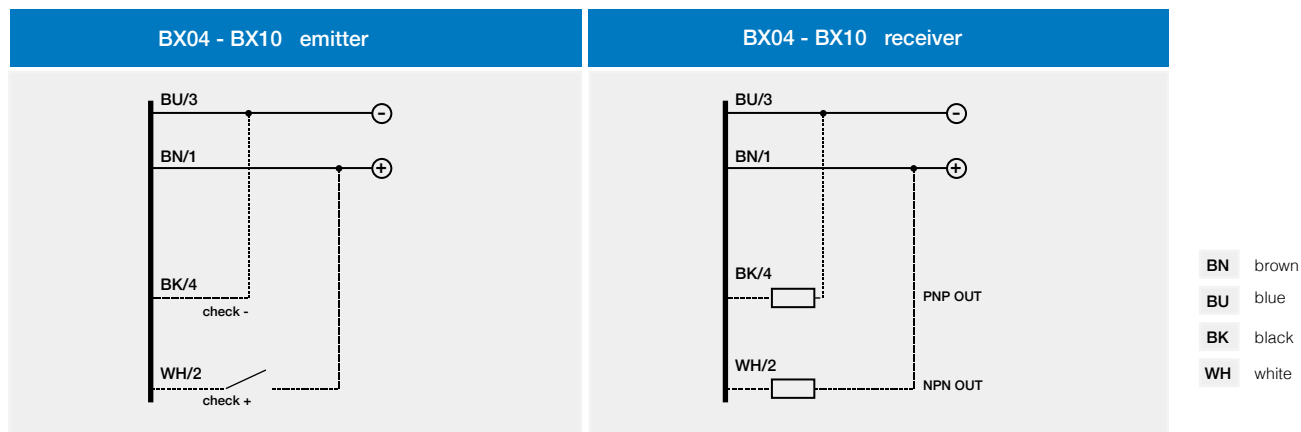 BX04 - BX10 emitter
BU/3
-
BN/1
+
BK/4
check -
WH/2
check +
BX04 - BX10 receiver
BU/3
-
BN/1
+
BK/4
PNP OUT
WH/2
NPN OUT
BN brown
BU blue
BK black
WH white